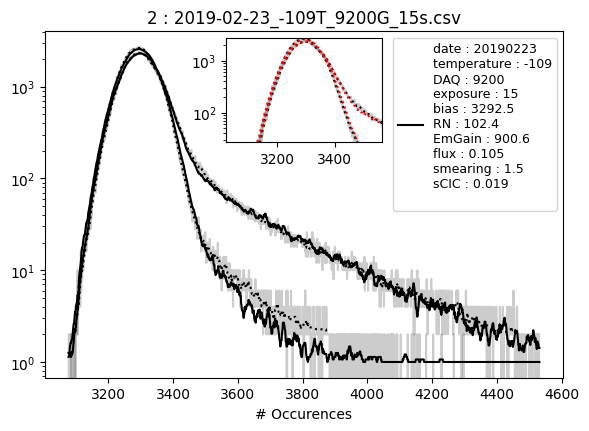 2 : 2019-02-23_-109T_9200G_15s.csv
10³
10²
10¹
10⁰
10³
10²
3200
3400
date : 20190223
temperature : -109
DAQ : 9200
exposure : 15
bias : 3292.5
RN : 102.4
EmGain : 900.6
flux : 0.105
smearing : 1.5
sCIC : 0.019
3200
3400
3600
3800
4000
4200
4400
4600
# Occurences